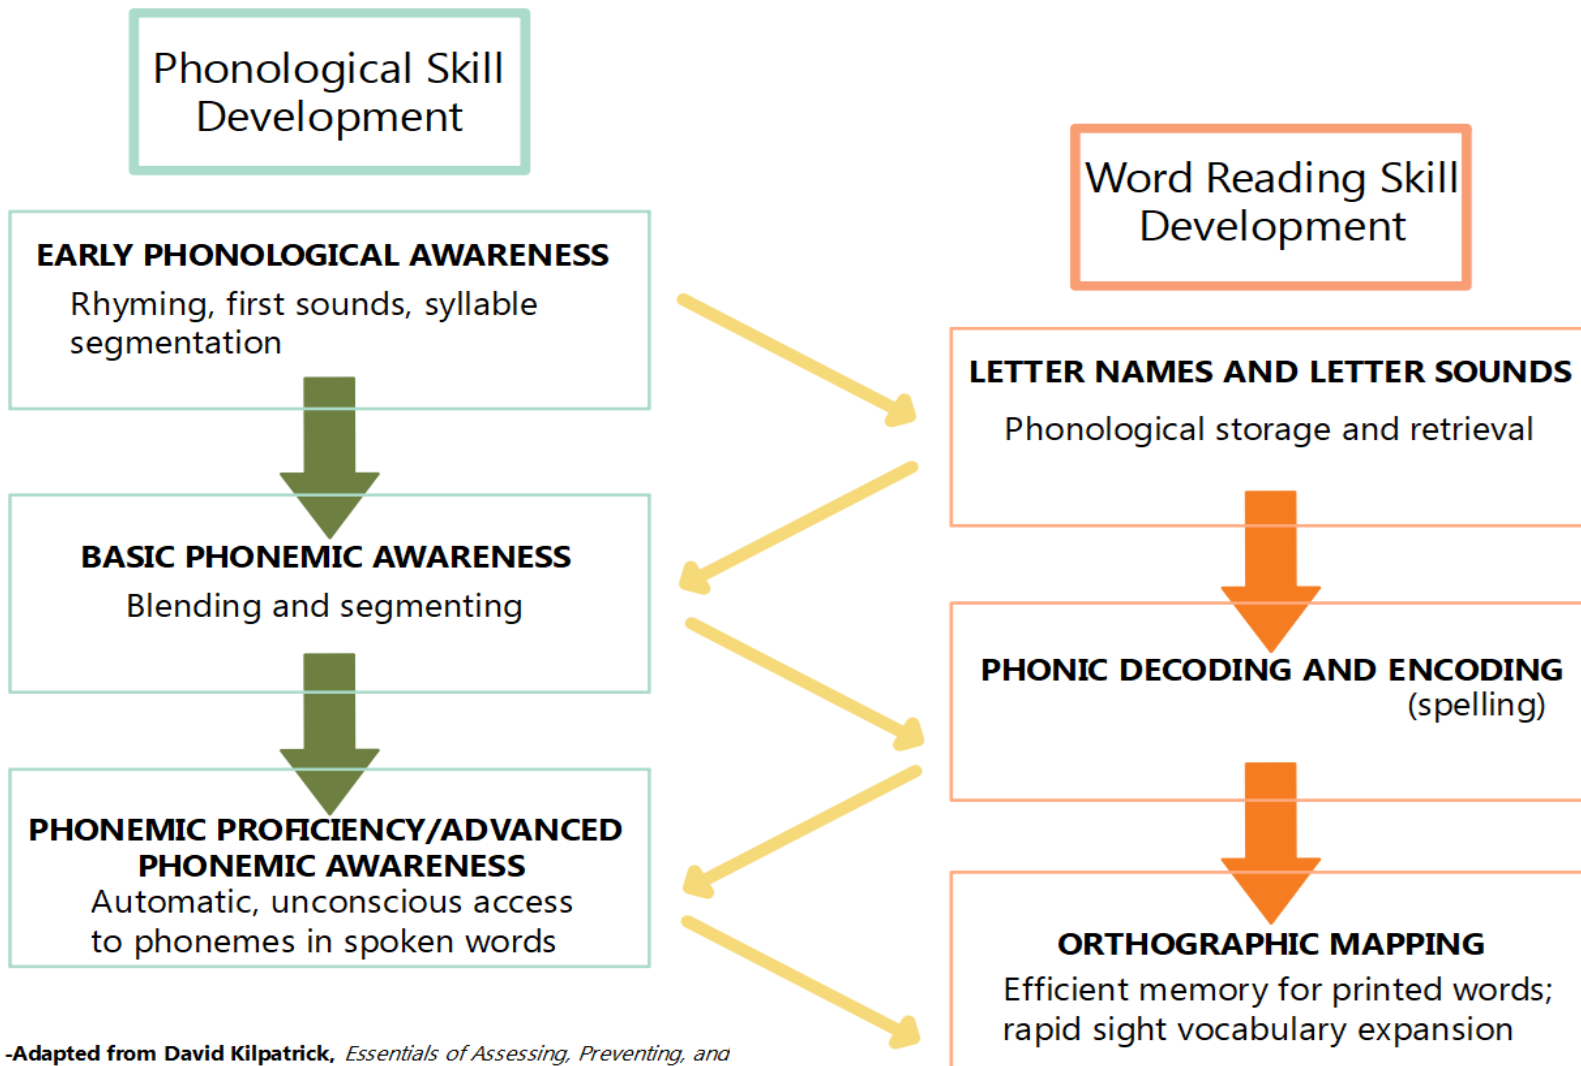 Phonological Skill
Development
EARLY PHONOLOGICAL AWARENESS
Rhyming, first sounds, syllable
segmentation
BASIC PHONEMIC AWARENESS
Blending and segmenting
PHONEMIC PROFICIENCY/ADVANCED
PHONEMIC AWARENESS
Automatic, unconscious access
to phonemes in spoken words
Word Reading Skill
Development
LETTER NAMES AND LETTER SOUNDS
Phonological storage and retrieval
PHONIC DECODING AND ENCODING
(spelling)
ORTHOGRAPHIC MAPPING
Efficient memory for printed words;
rapid sight vocabulary expansion
-Adapted from David Kilpatrick, Essentials of Assessing, Preventing, and